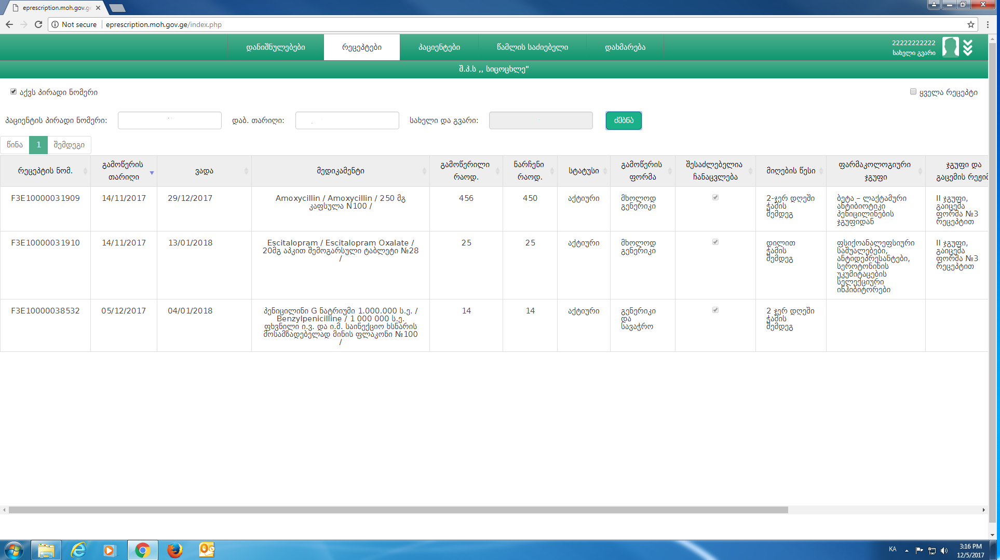 eprescription.moh.gov.ge
Not secure eprescription.moh.gov.ge/index.php
დანიშნულებები რეცეპტები პაციენტები წამლის საძიებელი დახმარება
22222222222
სახელი გვარი
შ.პ.ს ,, სიცოცხლე"
აქვს პირადი ნომერი ყველა რეცეპტი
პაციენტის პირადი ნომერი: დაბ. თარიღი: სახელი და გვარი: ძებნა
წინა 1 შემდეგი
რეცეპტის ნომ.
გამოწერის
თარიღი
ვადა
მედიკამენტი
გამოწერილი
რაოდ.
ნარჩენი
რაოდ.
სტატუსი
გამოწერის
ფორმა
შესაძლებელია
ჩანაცვლება
მიღების წესი
ფარმაკოლოგიური
ჯგუფი
ჯგუფი და
გაცემის რეჟიმ
F3E10000031909
14/11/2017
29/12/2017
Amoxycillin / Amoxycillin / 250 მგ
კაფსულა N100 /
456
450
აქტიური
მხოლოდ
გენერიკი
2-ჯერ დღეში
ჭამის
შემდეგ
ბეტა – ლაქტამური
ანტიბიოტიკი
პენიცილინების
ჯგუფიდან
II ჯგუფი,
გაიცემა
ფორმა №3
რეცეპტით
F3E10000031910
14/11/2017
13/01/2018
Escitalopram / Escitalopram Oxalate /
20მგ აპკით შემოგარსული ტაბლეტი №28
/
25
25
აქტიური
მხოლოდ
გენერიკი
დილით
ჭამის
შემდეგ
ფსიქოანალეფსიური
საშუალებები,
ანტიდეპრესანტები,
სეროტონინის
უკუმიტაცების
სელექციური
ინჰიბიტორები
II ჯგუფი,
გაიცემა
ფორმა №3
რეცეპტით
F3E10000038532
05/12/2017
04/01/2018
პენიცილინი G ნატრიუმი 1.000.000 ს.ე. /
Benzylpenicilline / 1 000 000 ს.ე.
ფხვნილი ი.ვ. და ი.მ. საინექციო ხსნარის
მოსამზადებელად მინის ფლაკონი №100
/
14
14
აქტიური
გენერიკი
და
სავაჭრო
2 ჯერ დღეში
ჭამის
შემდეგ
KA
3:16 PM
12/5/2017